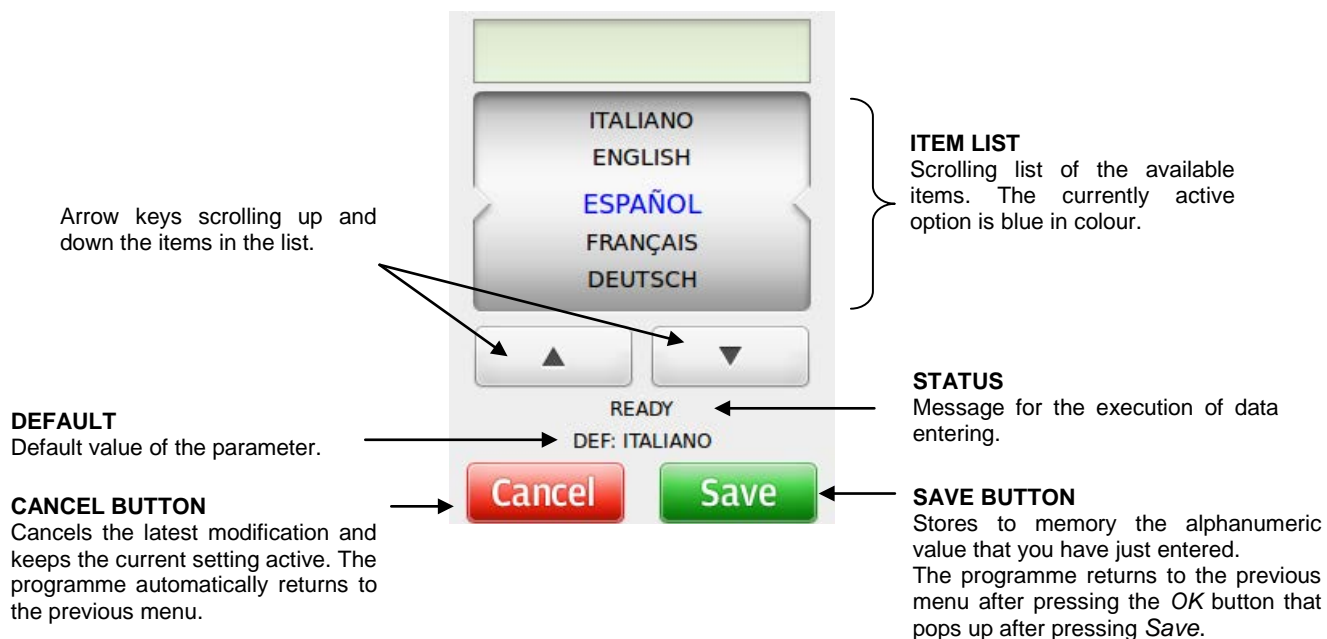 ITALIANO
ENGLISH
ESPAÑOL
FRANÇAIS
DEUTSCH
ITEM LIST
Scrolling list of the available
items. The currently active
option is blue in colour.
Arrow keys scrolling up and
down the items in the list.
READY
DEF: ITALIANO
STATUS
Message for the execution of data
entering.
DEFAULT
Default value of the parameter.
Cancel
Save
CANCEL BUTTON
Cancels the latest modification and
keeps the current setting active. The
programme automatically returns to
the previous menu.
SAVE BUTTON
Stores to memory the alphanumeric
value that you have just entered.
The programme returns to the previous
menu after pressing the OK button that
pops up after pressing Save.